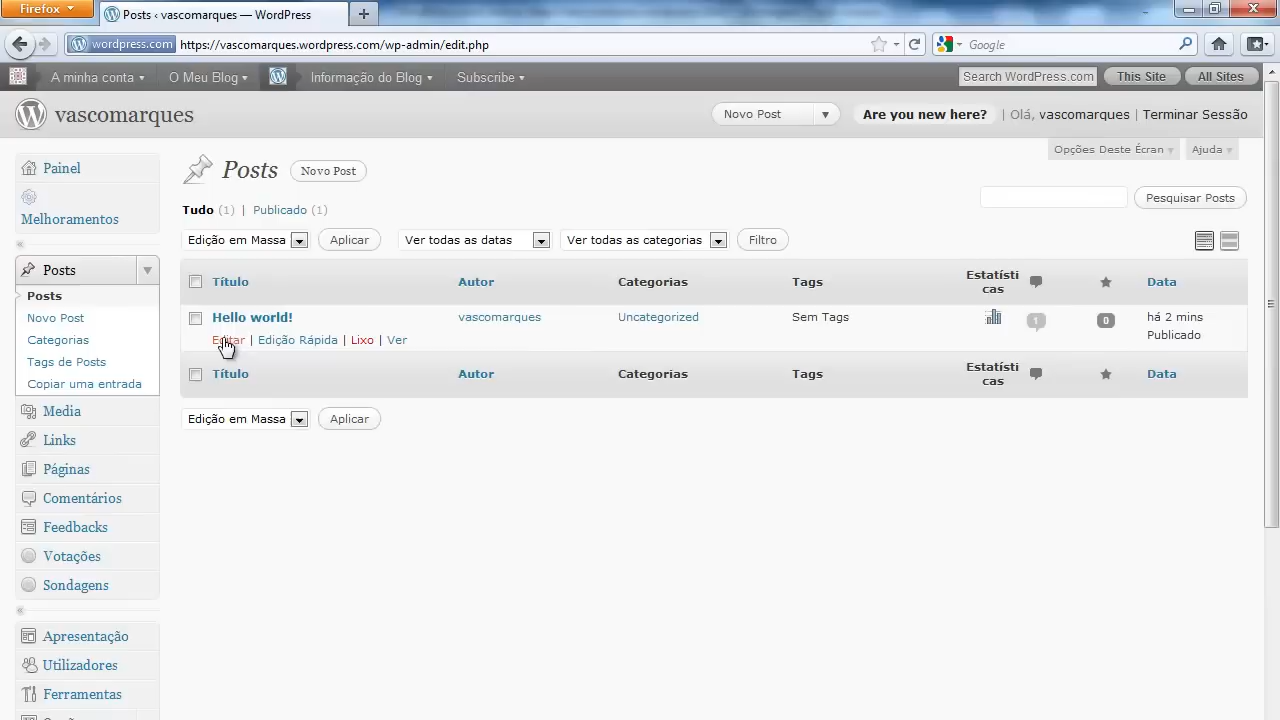 Firefox
Posts ‹ vascomarques — WordPress
wordpress.com https://vascomarques.wordpress.com/wp-admin/edit.php
Google
A minha conta O Meu Blog Informação do Blog Subscribe Search WordPress.com This Site All Sites
vascomarques Novo Post Are you new here? | Olá, vascomarques | Terminar Sessão
Opções Deste Écran Ajuda
Painel
Melhoramentos
Posts
Posts
Novo Post
Categorias
Tags de Posts
Copiar uma entrada
Media
Links
Páginas
Comentários
Feedbacks
Votações
Sondagens
Apresentação
Utilizadores
Ferramentas
Posts Novo Post
Tudo (1) | Publicado (1)
Pesquisar Posts
Edição em Massa Aplicar Ver todas as datas Ver todas as categorias Filtro
Título Autor Categorias Tags Estatísti
cas Data
Hello world! vascomarques Uncategorized Sem Tags 1 0 há 2 mins
Publicado
Editar | Edição Rápida | Lixo | Ver
Título Autor Categorias Tags Estatísti
cas Data
Edição em Massa Aplicar